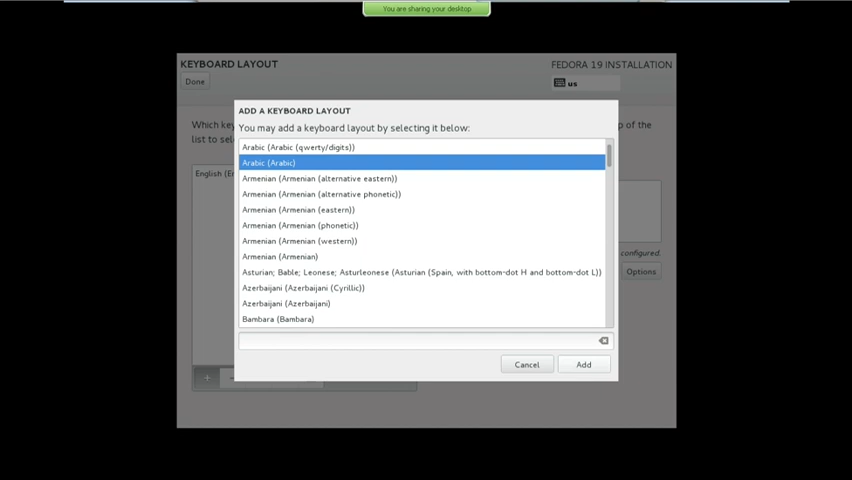 You are sharing your desktop
KEYBOARD LAYOUT
FEDORA 19 INSTALLATION
Done
us
Which key
p of the
list to sel
English (En
ADD A KEYBOARD LAYOUT
You may add a keyboard layout by selecting it below:
Arabic (Arabic (qwerty/digits))
Arabic (Arabic)
Armenian (Armenian (alternative eastern))
Armenian (Armenian (alternative phonetic))
Armenian (Armenian (eastern))
Armenian (Armenian (phonetic))
Armenian (Armenian (western))
Armenian (Armenian)
Asturian; Bable; Leonese; Asturleonese (Asturian (Spain, with bottom-dot H and bottom-dot L))
Azerbaijani (Azerbaijani (Cyrillic))
Azerbaijani (Azerbaijani)
Bambara (Bambara)
configured.
Options
Cancel
Add
+